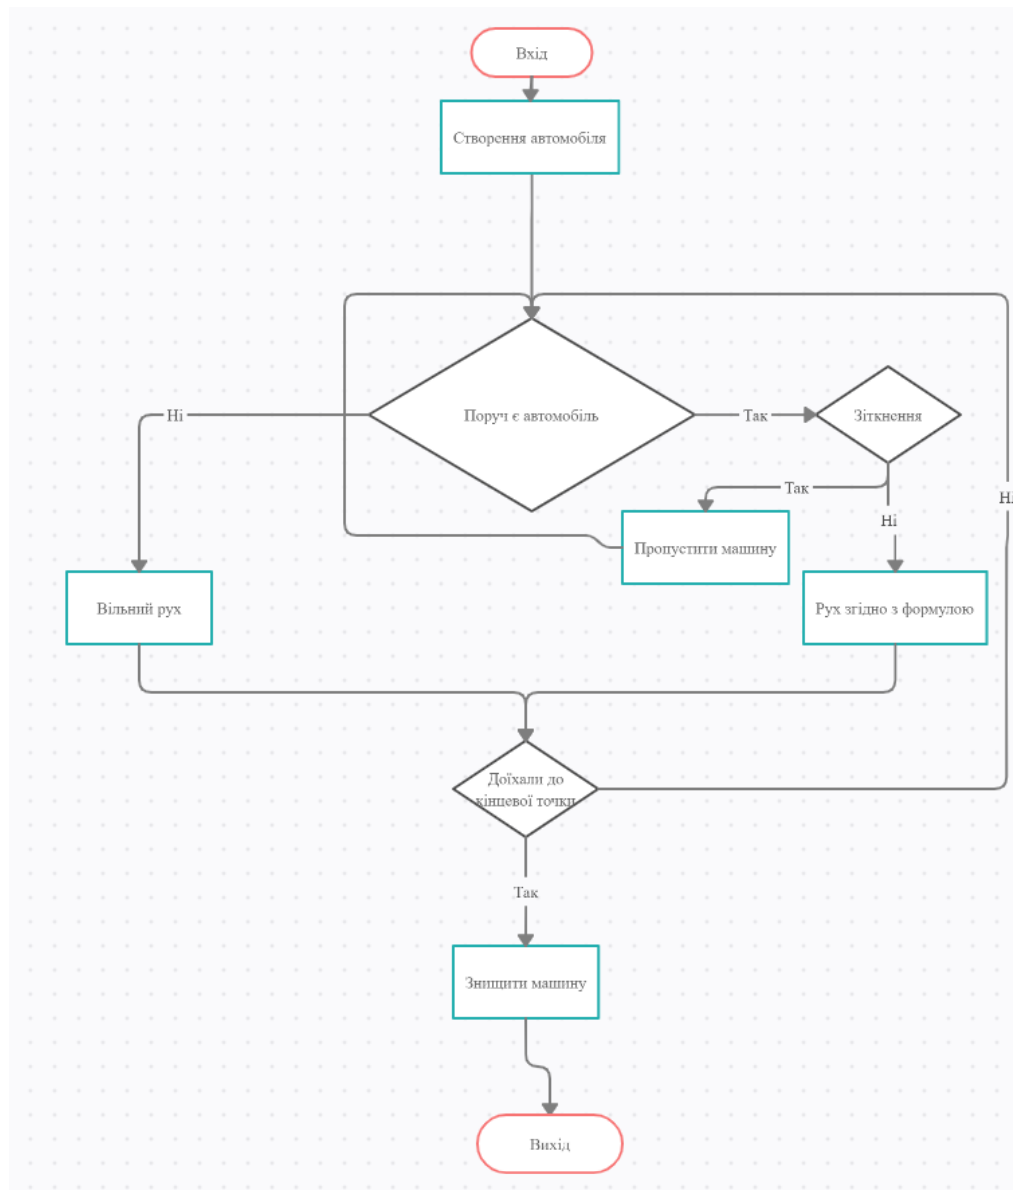 Вхід
Створення автомобіля
Ні
Поруч є автомобіль
Так
Зіткнення
Так
Ні
Ні
Пропустити машину
Вільний рух
Рух згідно з формулою
Доїхали до
кінцевої точки
Так
Знищити машину
Вихід